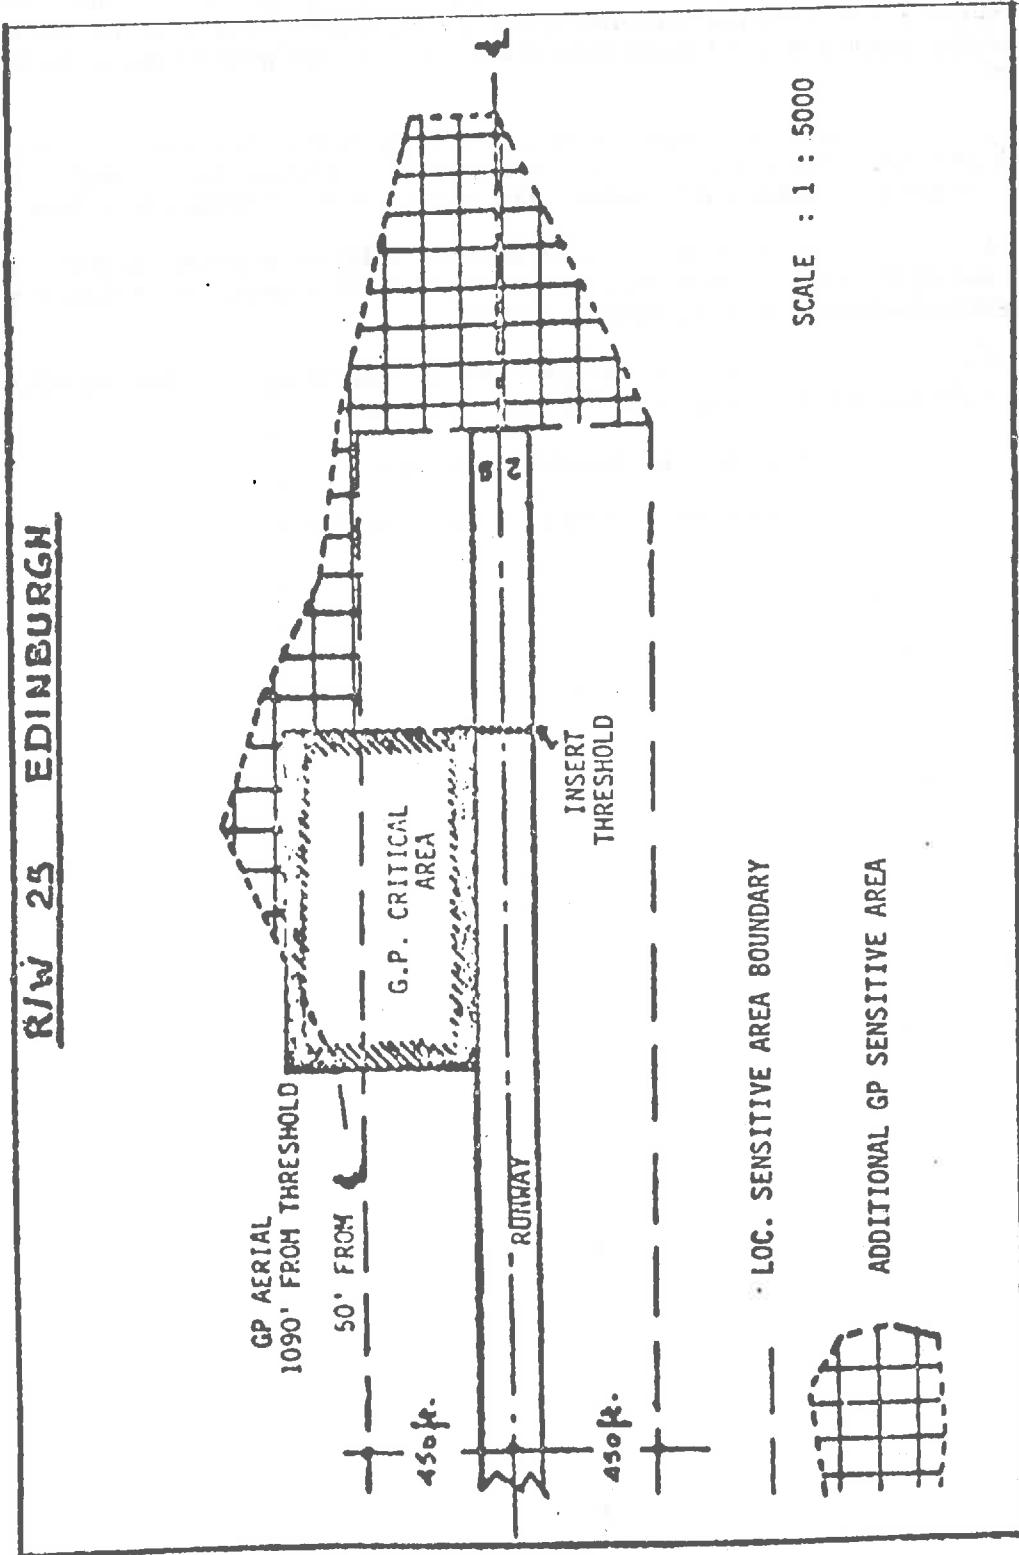 R/W 25 EDINBURGH
GP AERIAL
1090' FROM THRESHOLD
50' FROM ℄
450 ft.
450 ft.
G.P. CRITICAL
AREA
RUNWAY
INSERT
THRESHOLD
℄
SCALE : 1 : 5000
LOC. SENSITIVE AREA BOUNDARY
ADDITIONAL GP SENSITIVE AREA